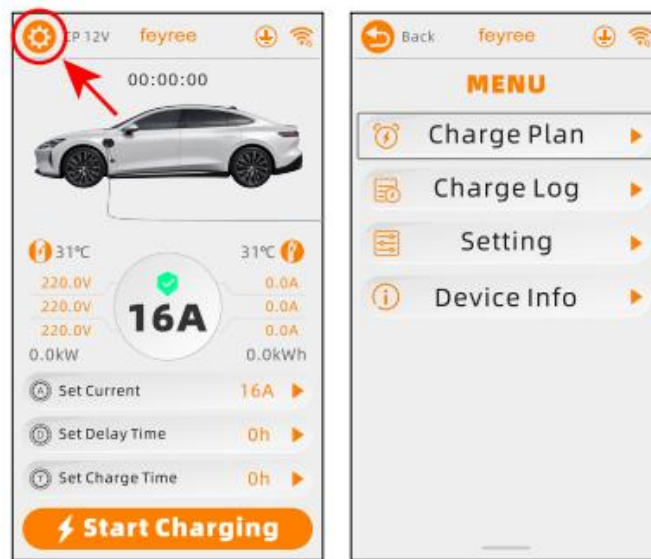 CP 12V feyree
00:00:00
31℃ 31℃
220.0V 0.0A
220.0V 0.0A
220.0V 0.0A
16A
0.0kW 0.0kWh
Set Current 16A
Set Delay Time 0h
Set Charge Time 0h
Start Charging
Back feyree
MENU
Charge Plan
Charge Log
Setting
Device Info